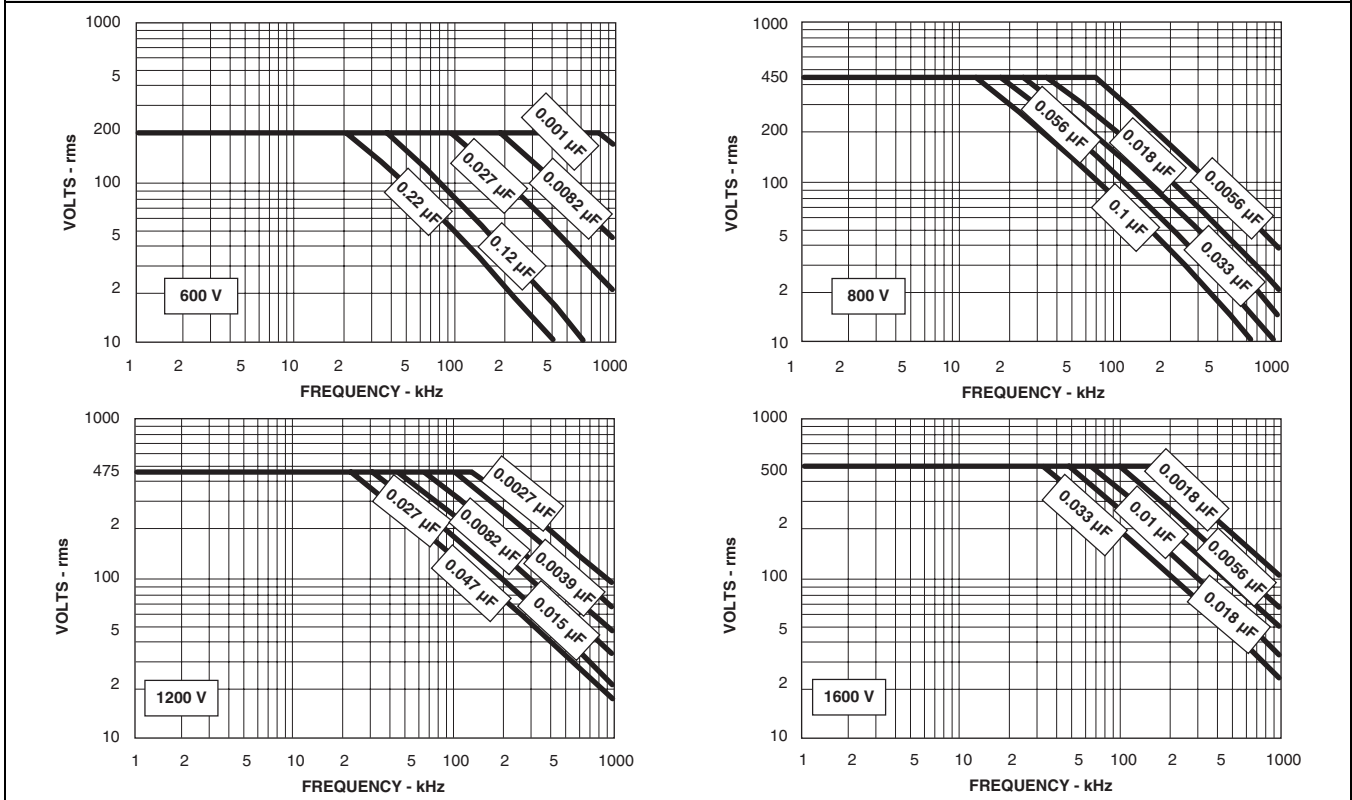 1000
5
200
100
5
2
10
VOLTS - rms
0.001 µF
0.027 µF
0.0082 µF
0.22 µF
0.12 µF
600 V
1 2 5 10 2 5 100 2 5 1000
FREQUENCY - kHz
1000
450
200
100
5
2
10
VOLTS - rms
0.056 µF
0.018 µF
0.0056 µF
0.1 µF
0.033 µF
800 V
1 2 5 10 2 5 100 2 5 1000
FREQUENCY - kHz
1000
475
2
100
5
2
10
VOLTS - rms
0.0027 µF
0.027 µF
0.0082 µF
0.0039 µF
0.047 µF
0.015 µF
1200 V
1 2 5 10 2 5 100 2 5 1000
FREQUENCY - kHz
1000
500
2
100
5
2
10
VOLTS - rms
0.0018 µF
0.033 µF
0.01 µF
0.0056 µF
0.018 µF
1600 V
1 2 5 10 2 5 100 2 5 1000
FREQUENCY - kHz